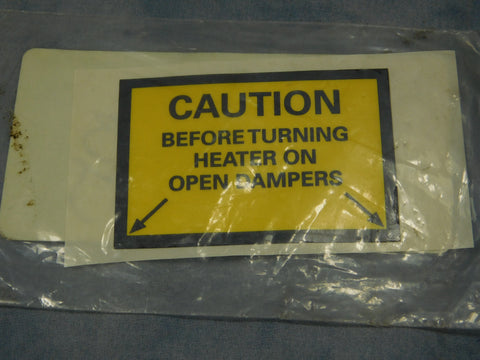 CAUTION
BEFORE TURNING
HEATER ON
OPEN DAMPERS